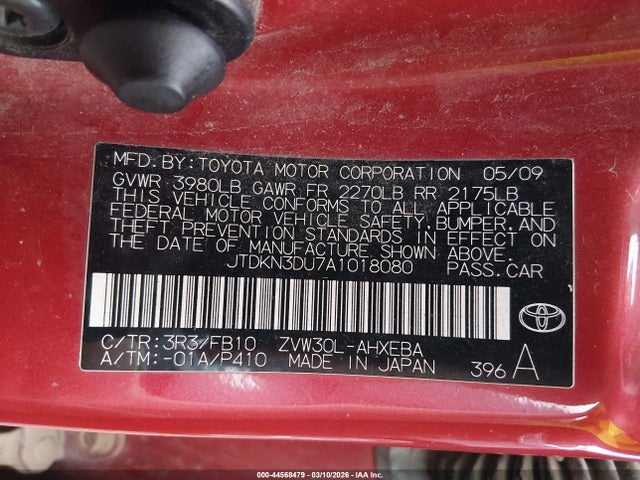 MFD. BY: TOYOTA MOTOR CORPORATION 05/09
GVWR 3980LB GAWR FR 2270LB RR 2175LB
THIS VEHICLE CONFORMS TO ALL APPLICABLE
FEDERAL MOTOR VEHICLE SAFETY, BUMPER, AND
THEFT PREVENTION STANDARDS IN EFFECT ON
THE DATE OF MANUFACTURE SHOWN ABOVE.
JTDKN3DU7A1018080 PASS.CAR
C/TR: 3R3/FB10 ZVW30L-AHXEBA
A/TM: -01A/P410 MADE IN JAPAN 396 A
TOYOTA
000-44568479 - 03/10/2026 - IAA Inc.